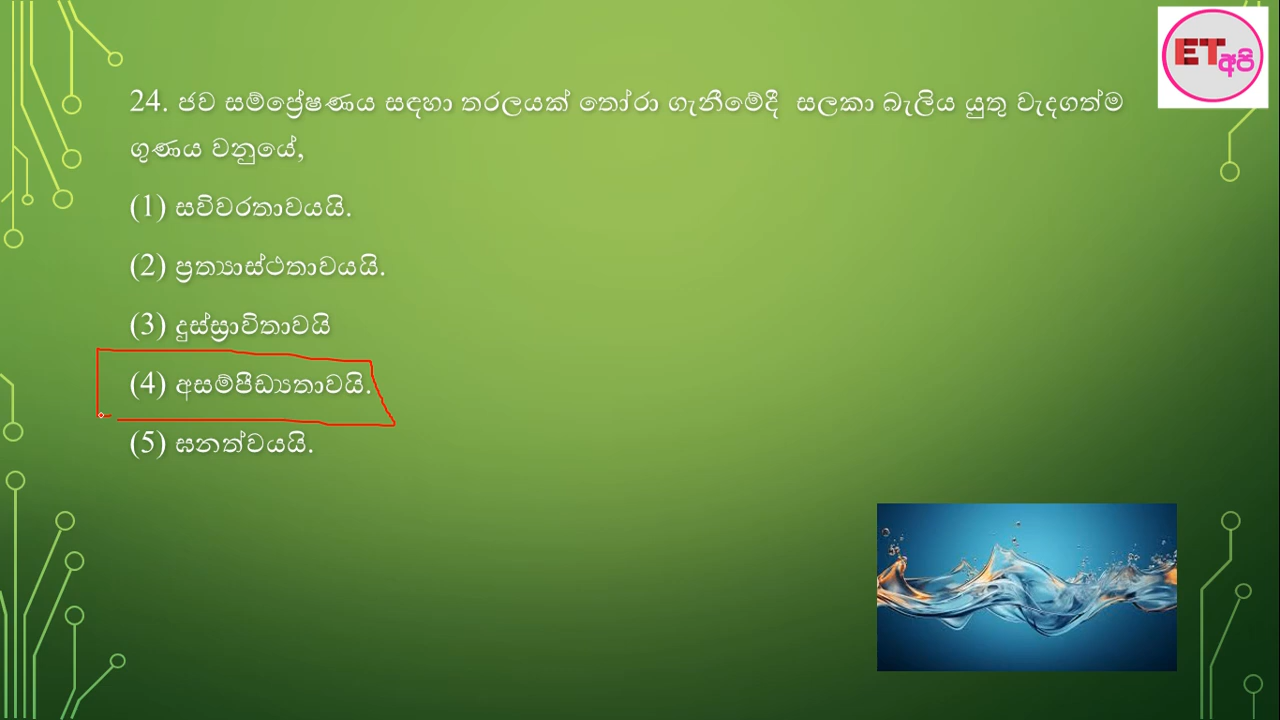 ET
අපි
24. ජව සම්ප්‍රේෂණය සඳහා තරලයක් තෝරා ගැනීමේදී සලකා බැලිය යුතු වැදගත්ම
ගුණය වනුයේ,
(1) සවිවරතාවයයි.
(2) ප්‍රත්‍යාස්ථතාවයයි.
(3) දුස්ස්‍රාවිතාවයි
(4) අසම්පීඩ්‍යතාවයි.
(5) ඝනත්වයයි.